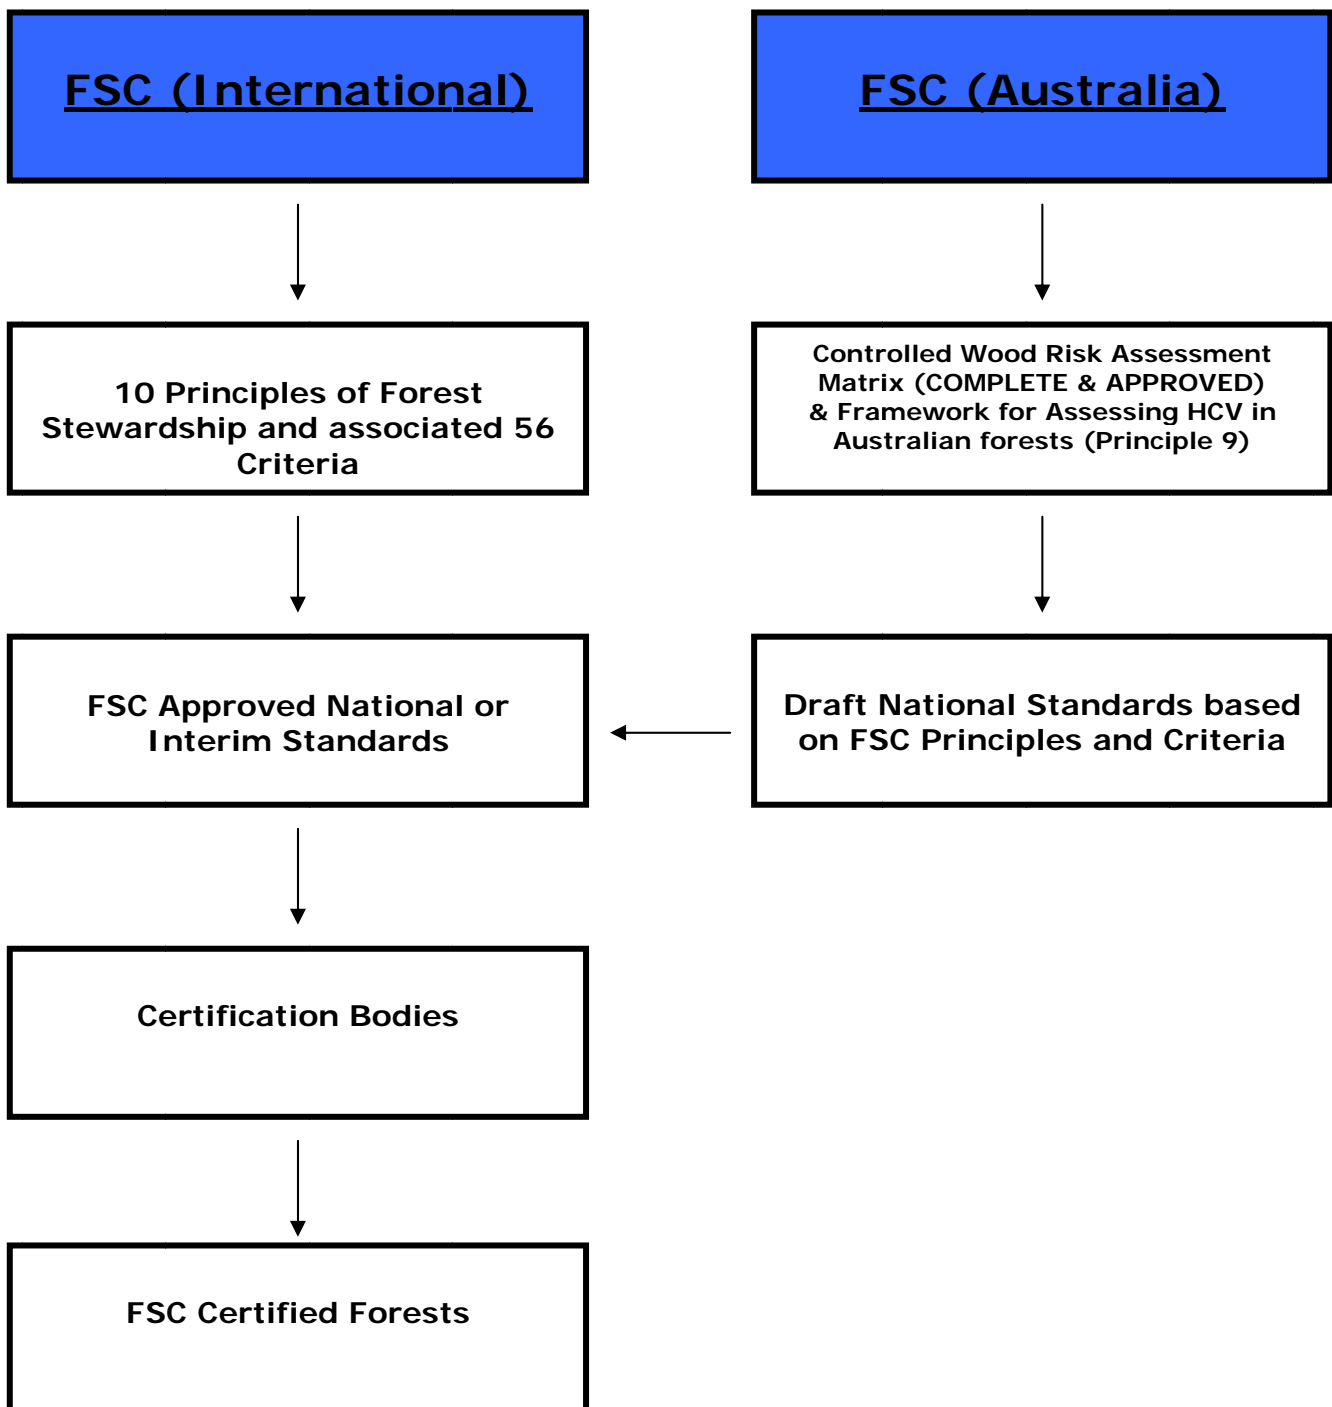 FSC (International)
FSC (Australia)
10 Principles of Forest
Stewardship and associated 56
Criteria
Controlled Wood Risk Assessment
Matrix (COMPLETE & APPROVED)
& Framework for Assessing HCV in
Australian forests (Principle 9)
FSC Approved National or
Interim Standards
Draft National Standards based
on FSC Principles and Criteria
Certification Bodies
FSC Certified Forests